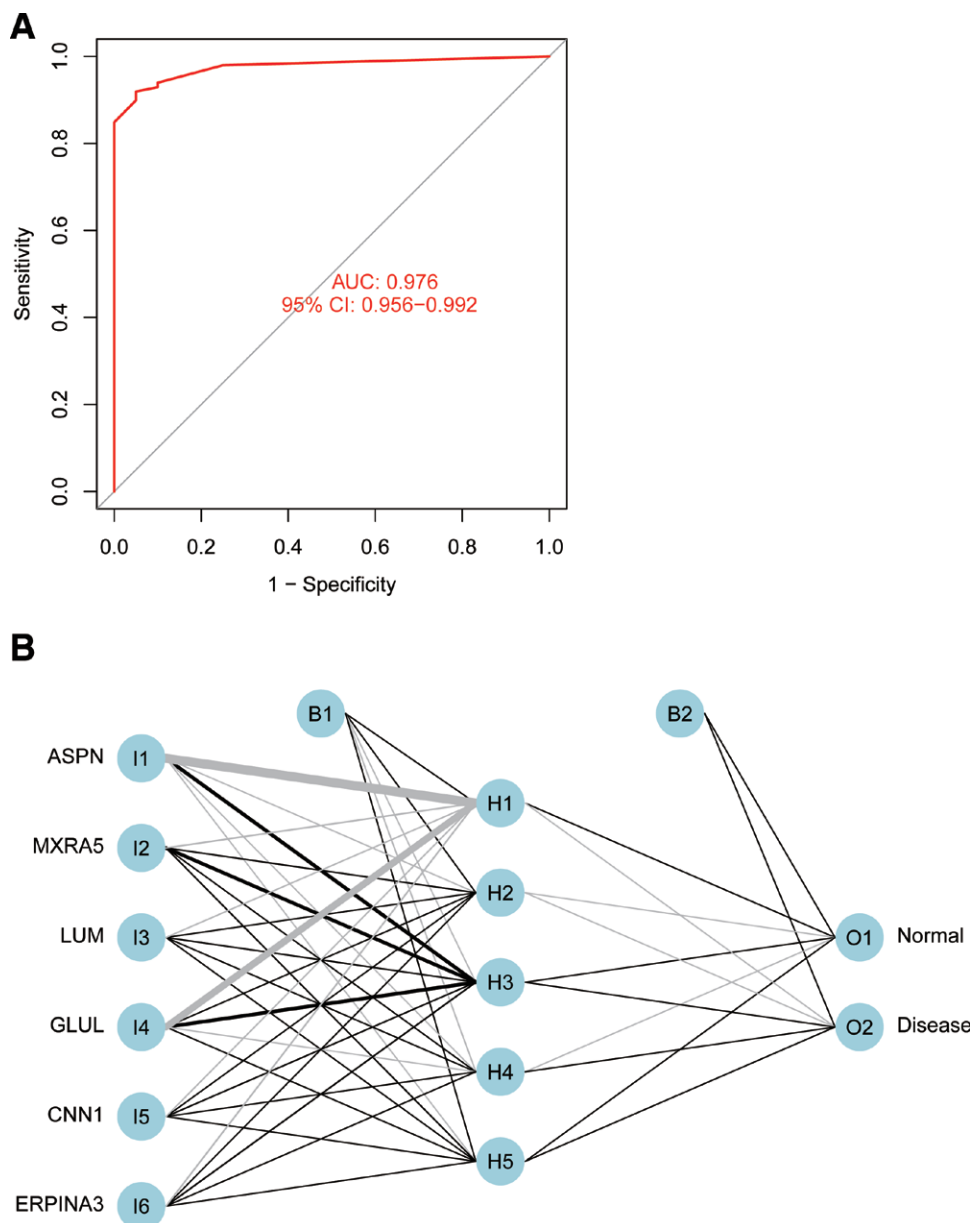 A
1.0
0.8
0.6
0.4
0.2
0.0
Sensitivity
AUC: 0.976
95% CI: 0.956−0.992
0.0 0.2 0.4 0.6 0.8 1.0
1 − Specificity
B
B1 B2
ASPN I1
H1
MXRA5 I2
H2
LUM I3 O1 Normal
H3
GLUL I4 O2 Disease
H4
CNN1 I5
H5
ERPINA3 I6